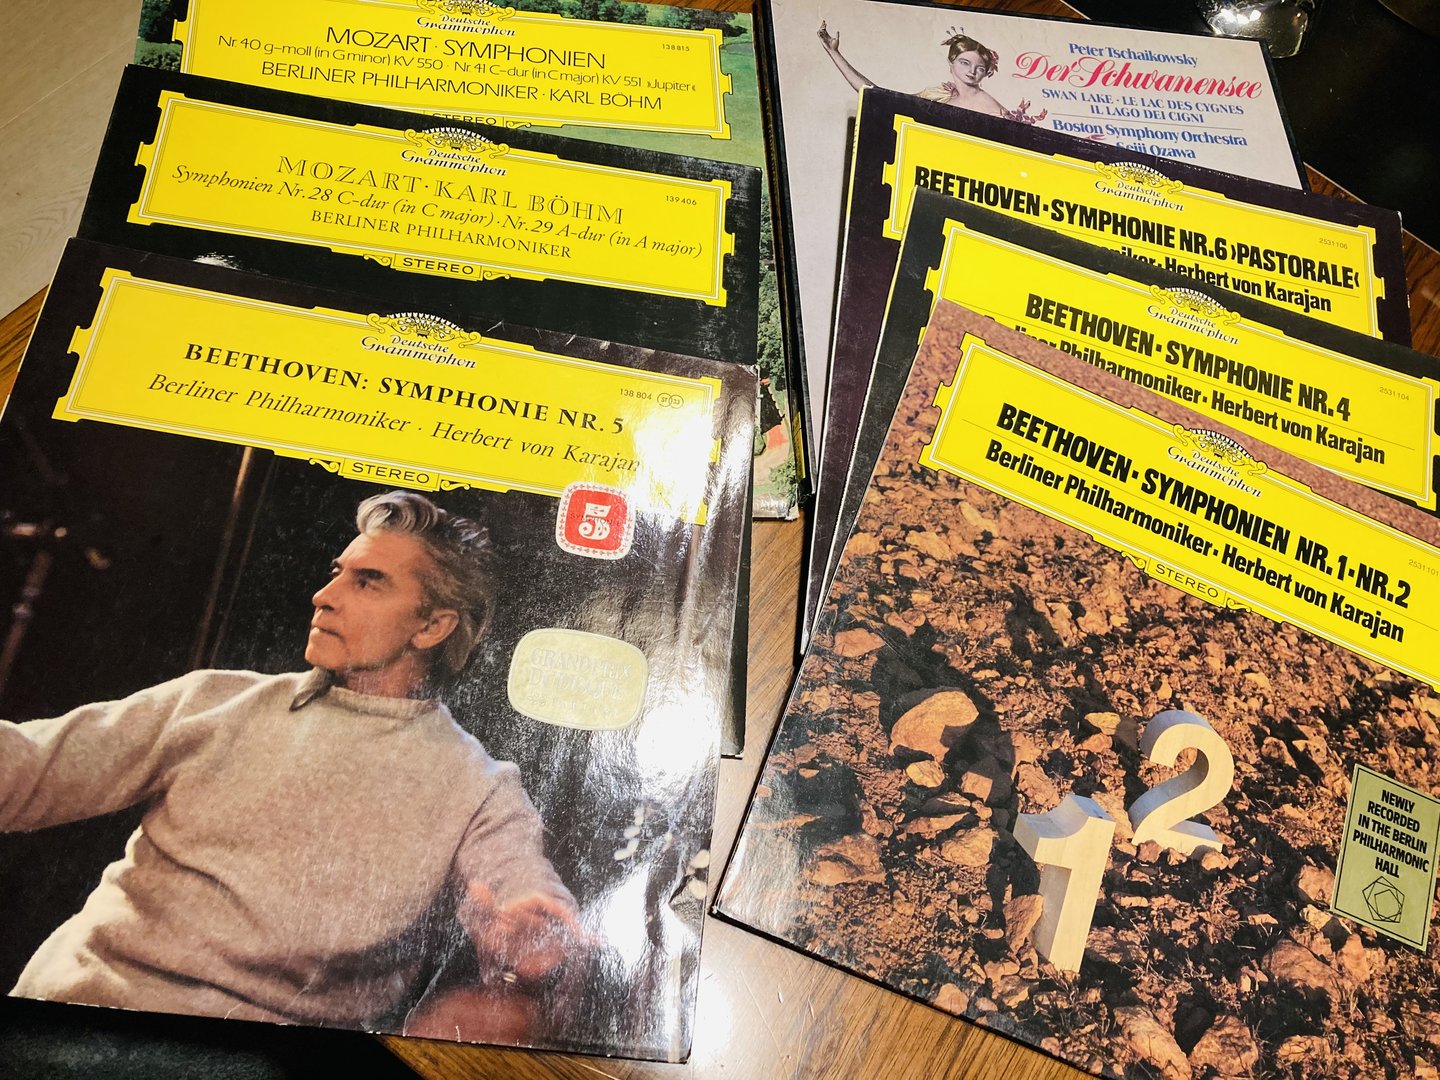 Deutsche
Grammophon
MOZART · SYMPHONIEN
138 815
Nr. 40 g-moll (in G minor) KV 550 · Nr. 41 C-dur (in C major) KV 551 »Jupiter«
BERLINER PHILHARMONIKER · KARL BÖHM
STEREO
Deutsche
Grammophon
MOZART · KARL BÖHM
139 406
Symphonien Nr. 28 C-dur (in C major) · Nr. 29 A-dur (in A major)
BERLINER PHILHARMONIKER
STEREO
Deutsche
Grammophon
138 804
BEETHOVEN: SYMPHONIE NR. 5
Berliner Philharmoniker · Herbert von Karajan
STEREO
5
GRAND PRIX
DU DISQUE
Peter Tschaikowsky
Der Schwanensee
SWAN LAKE · LE LAC DES CYGNES
IL LAGO DEI CIGNI
Boston Symphony Orchestra
Seiji Ozawa
Deutsche
Grammophon
BEETHOVEN · SYMPHONIE NR. 6 ›PASTORALE‹
2531 106
Herbert von Karajan
Deutsche
Grammophon
BEETHOVEN · SYMPHONIE NR. 4
2531 104
Philharmoniker · Herbert von Karajan
Deutsche
Grammophon
BEETHOVEN · SYMPHONIEN NR. 1 · NR. 2
2531 101
Berliner Philharmoniker · Herbert von Karajan
STEREO
1 2
NEWLY
RECORDED
IN THE BERLIN
PHILHARMONIC
HALL